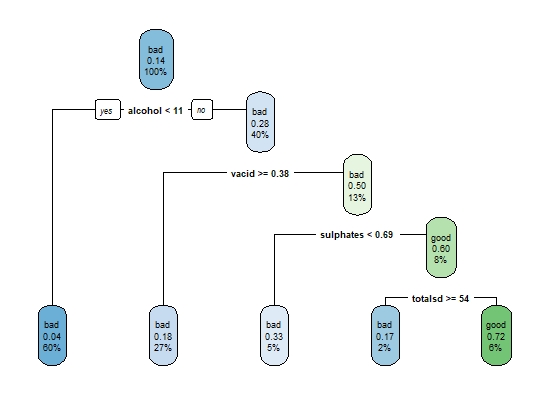 bad
0.14
100%
yes alcohol < 11 no
bad
0.28
40%
vacid >= 0.38
bad
0.50
13%
sulphates < 0.69
good
0.60
8%
totalsd >= 54
bad
0.04
60%
bad
0.18
27%
bad
0.33
5%
bad
0.17
2%
good
0.72
6%